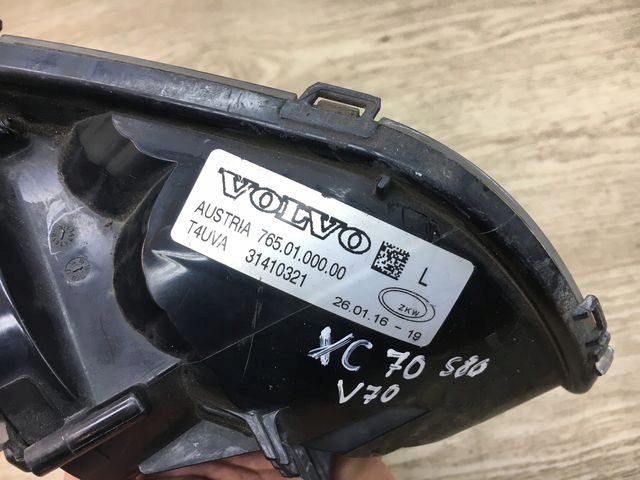 VOLVO
AUSTRIA 765.01.000.00
T4UVA 31410321
L
26.01.16 - 19
ZKW
XC 70 S80
V70